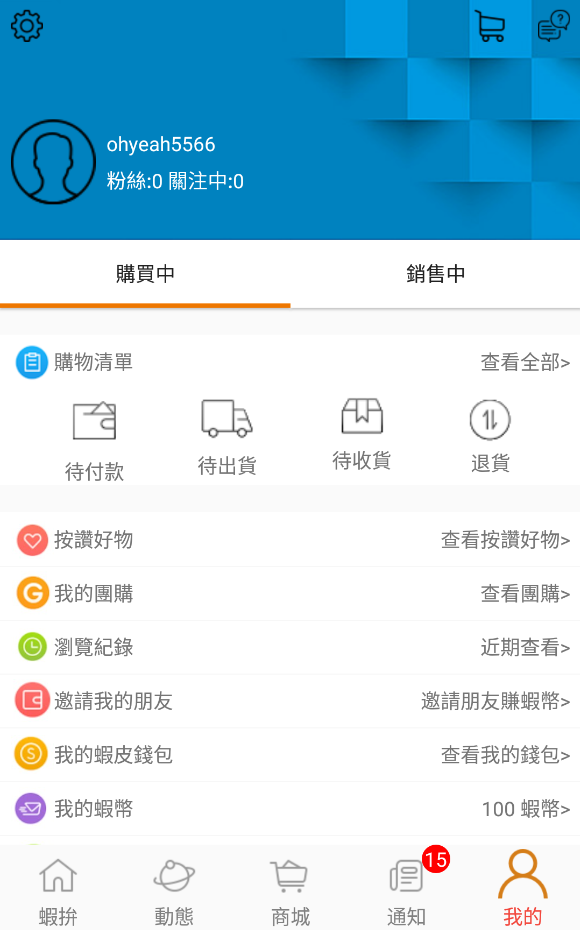 ?
ohyeah5566
粉絲:0 關注中:0
購買中 銷售中
購物清單 查看全部>
待付款 待出貨 待收貨 退貨
按讚好物 查看按讚好物>
G 我的團購 查看團購>
瀏覽紀錄 近期查看>
邀請我的朋友 邀請朋友賺蝦幣>
S 我的蝦皮錢包 查看我的錢包>
我的蝦幣 100 蝦幣>
15
蝦拚 動態 商城 通知 我的